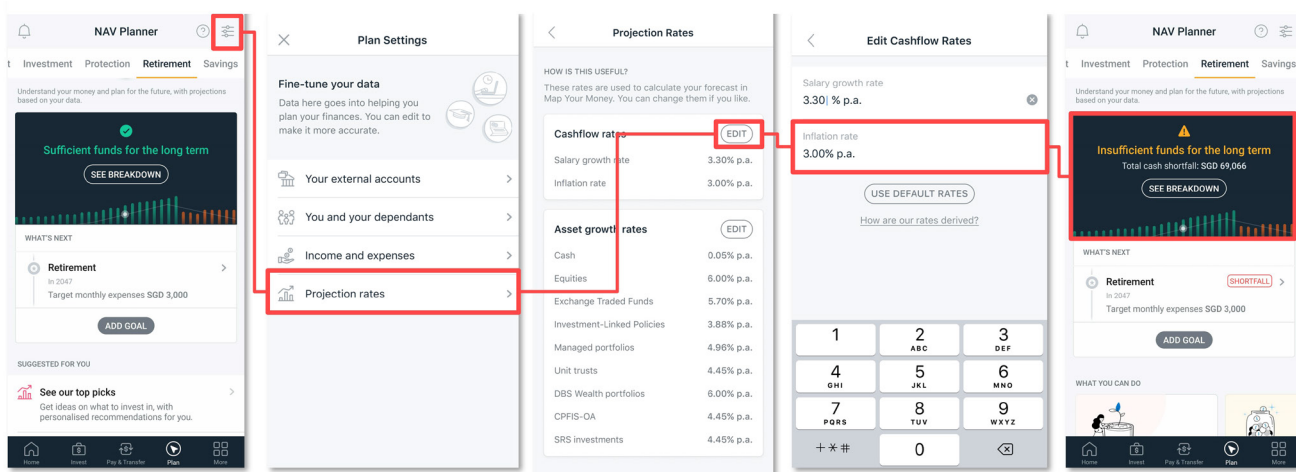 NAV Planner
t Investment Protection Retirement Savings
Understand your money and plan for the future, with projections
based on your data.
Sufficient funds for the long term
SEE BREAKDOWN
WHAT'S NEXT
Retirement
In 2047
Target monthly expenses SGD 3,000
ADD GOAL
SUGGESTED FOR YOU
See our top picks
Get ideas on what to invest in, with
personalised recommendations for you.
Home Invest Pay & Transfer Plan More
Plan Settings
Fine-tune your data
Data here goes into helping you
plan your finances. You can edit to
make it more accurate.
Your external accounts
You and your dependants
Income and expenses
Projection rates
Projection Rates
HOW IS THIS USEFUL?
These rates are used to calculate your forecast in
Map Your Money. You can change them if you like.
Cashflow rates EDIT
Salary growth rate 3.30% p.a.
Inflation rate 3.00% p.a.
Asset growth rates EDIT
Cash 0.05% p.a.
Equities 6.00% p.a.
Exchange Traded Funds 5.70% p.a.
Investment-Linked Policies 3.88% p.a.
Managed portfolios 4.96% p.a.
Unit trusts 4.45% p.a.
DBS Wealth portfolios 6.00% p.a.
CPFIS-OA 4.45% p.a.
SRS investments 4.45% p.a.
Edit Cashflow Rates
Salary growth rate
3.30 % p.a.
Inflation rate
3.00% p.a.
USE DEFAULT RATES
How are our rates derived?
1 2 3
ABC DEF
4 5 6
GHI JKL MNO
7 8 9
PQRS TUV WXYZ
+*# 0
NAV Planner
t Investment Protection Retirement Savings
Understand your money and plan for the future, with projections
based on your data.
Insufficient funds for the long term
Total cash shortfall: SGD 69,066
SEE BREAKDOWN
WHAT'S NEXT
Retirement SHORTFALL
In 2047
Target monthly expenses SGD 3,000
ADD GOAL
WHAT YOU CAN DO
Home Invest Pay & Transfer Plan More